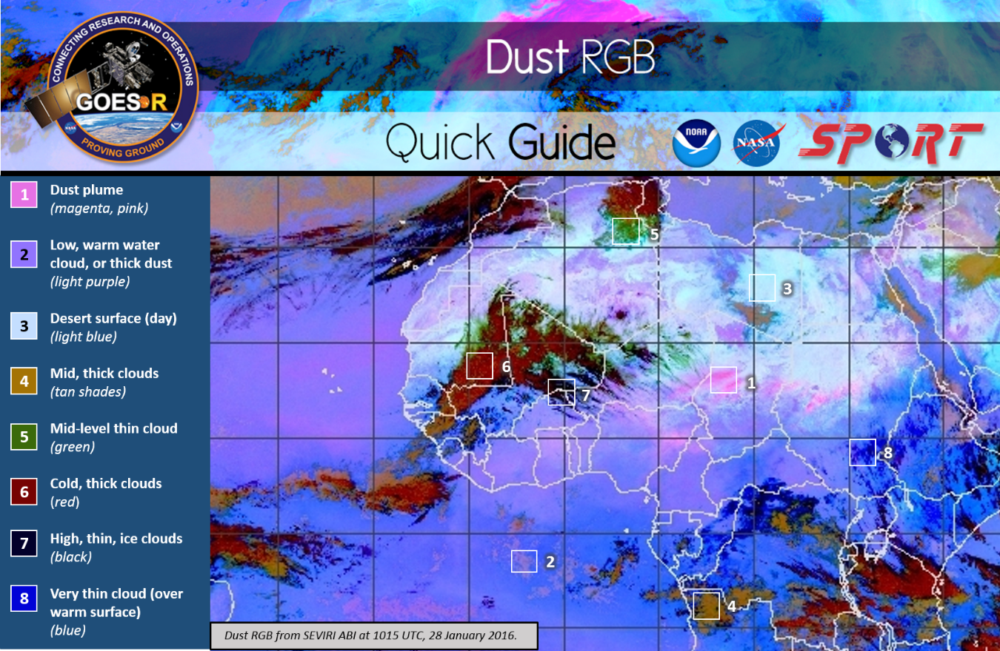 CONNECTING RESEARCH AND OPERATIONS
GOES-R
NASA
PROVING GROUND
Dust RGB
Quick Guide
NOAA
NASA
SPORT
1
Dust plume
(magenta, pink)
2
Low, warm water
cloud, or thick dust
(light purple)
3
Desert surface (day)
(light blue)
4
Mid, thick clouds
(tan shades)
5
Mid-level thin cloud
(green)
6
Cold, thick clouds
(red)
7
High, thin, ice clouds
(black)
8
Very thin cloud (over
warm surface)
(blue)
5
3
6
1
7
8
2
4
Dust RGB from SEVIRI ABI at 1015 UTC, 28 January 2016.